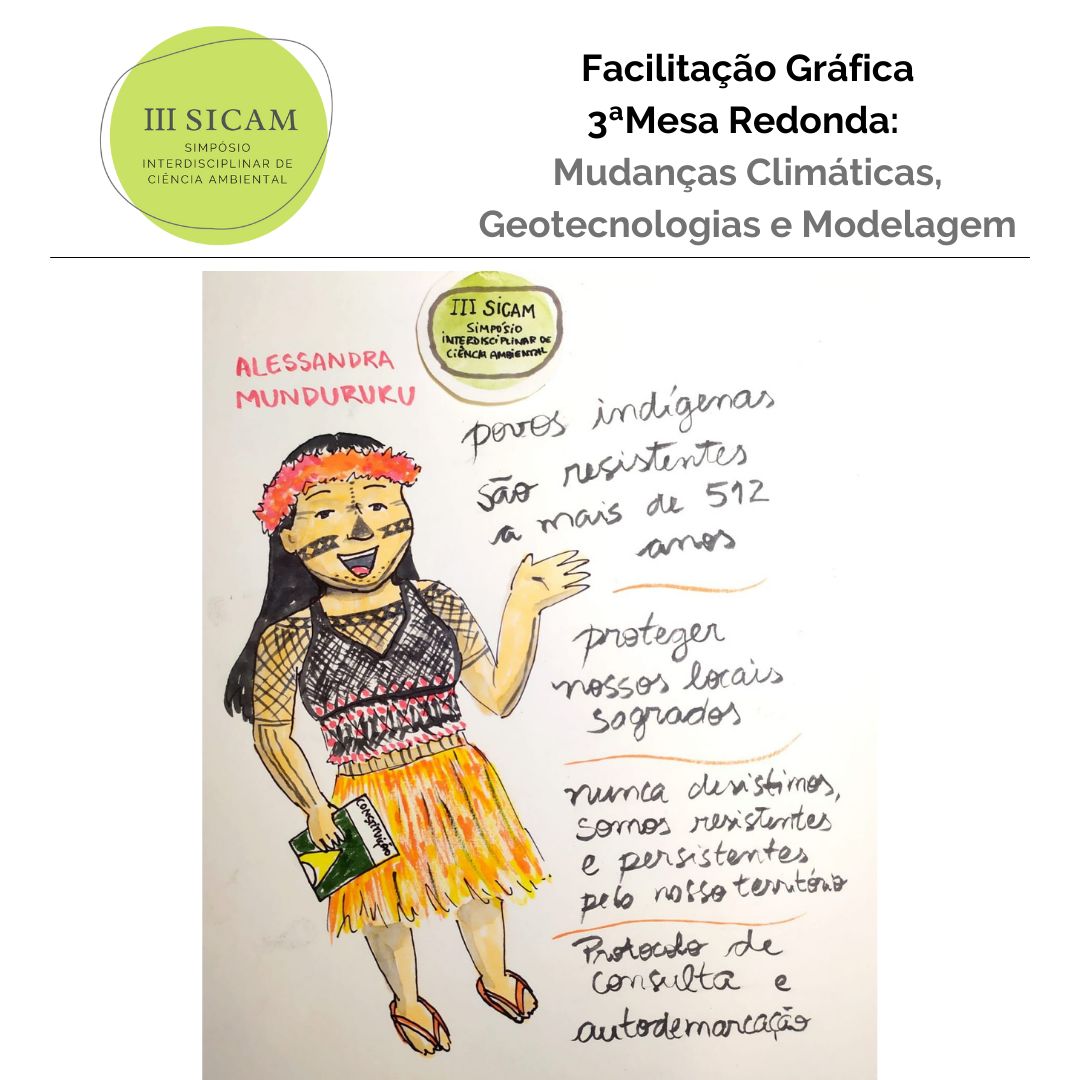 III SICAM
SIMPÓSIO
INTERDISCIPLINAR DE
CIÊNCIA AMBIENTAL
Facilitação Gráfica
3ªMesa Redonda:
Mudanças Climáticas,
Geotecnologias e Modelagem
III SICAM
SIMPÓSIO
INTERDISCIPLINAR DE
CIÊNCIA AMBIENTAL
ALESSANDRA
MUNDURUKU
povos indígenas
são resistentes
a mais de 512
anos
proteger
nossos locais
sagrados
nunca desistimos,
somos resistentes
e persistentes
pelo nosso território
Protocolo de
consulta e
autodemarcação
CONSTITUIÇÃO